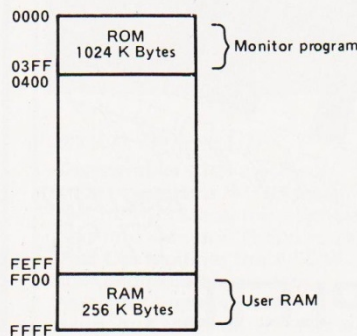 0000
ROM
1024 K Bytes
Monitor program
03FF
0400
FEFF
FF00
RAM
256 K Bytes
User RAM
FFFF